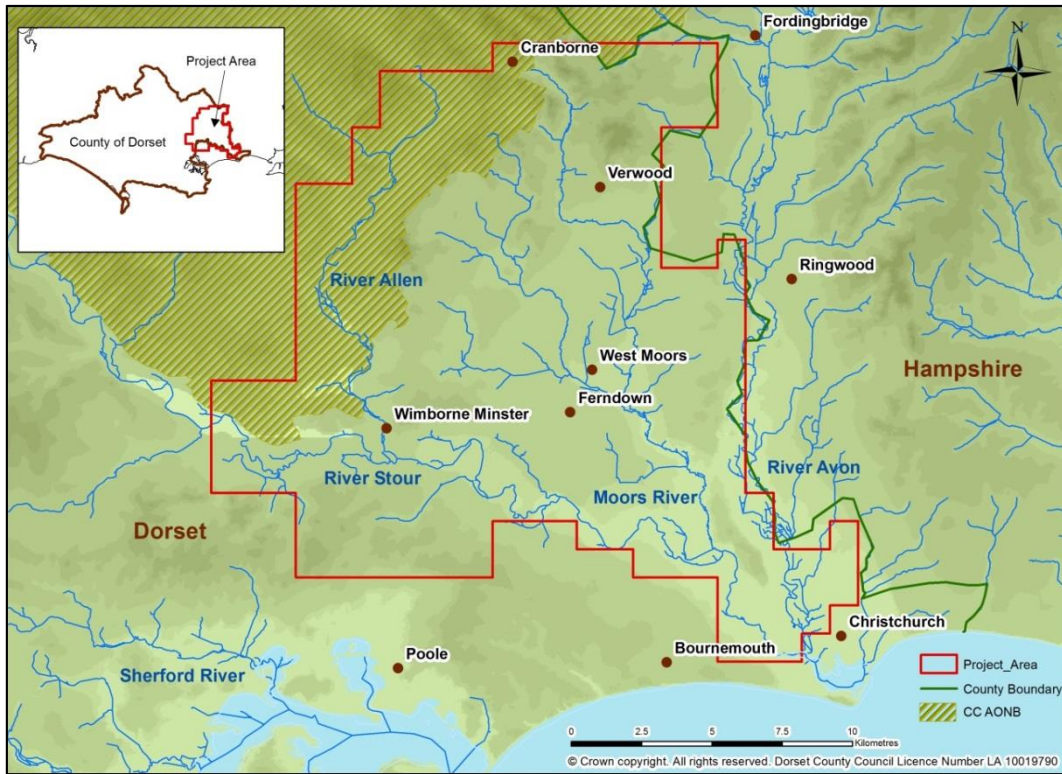 Project Area
County of Dorset
Fordingbridge
N
Cranborne
Verwood
River Allen
Ringwood
West Moors
Hampshire
Ferndown
Wimborne Minster
River Stour
River Avon
Moors River
Dorset
Christchurch
Bournemouth
Poole
Sherford River
Project_Area
County Boundary
CC AONB
0 2.5 5 7.5 10
Kilometres
© Crown copyright. All rights reserved. Dorset County Council Licence Number LA 10019790